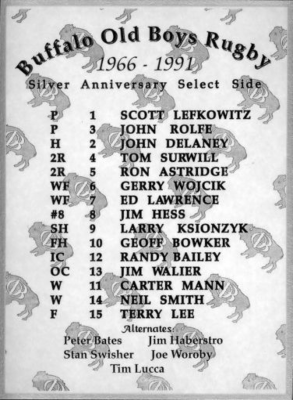 Buffalo Old Boys Rugby
1966 - 1991
Silver Anniversary Select Side
P 1 SCOTT LEFKOWITZ
P 3 JOHN ROLFE
H 2 JOHN DELANEY
2R 4 TOM SURWILL
2R 5 RON ASTRIDGE
WF 6 GERRY WOJCIK
WF 7 ED LAWRENCE
#8 8 JIM HESS
SH 9 LARRY KSIONZYK
FH 10 GEOFF BOWKER
IC 12 RANDY BAILEY
OC 13 JIM WALIER
W 11 CARTER MANN
W 14 NEIL SMITH
F 15 TERRY LEE
Alternates:
Peter Bates Jim Haberstro
Stan Swisher Joe Woroby
Tim Lucca